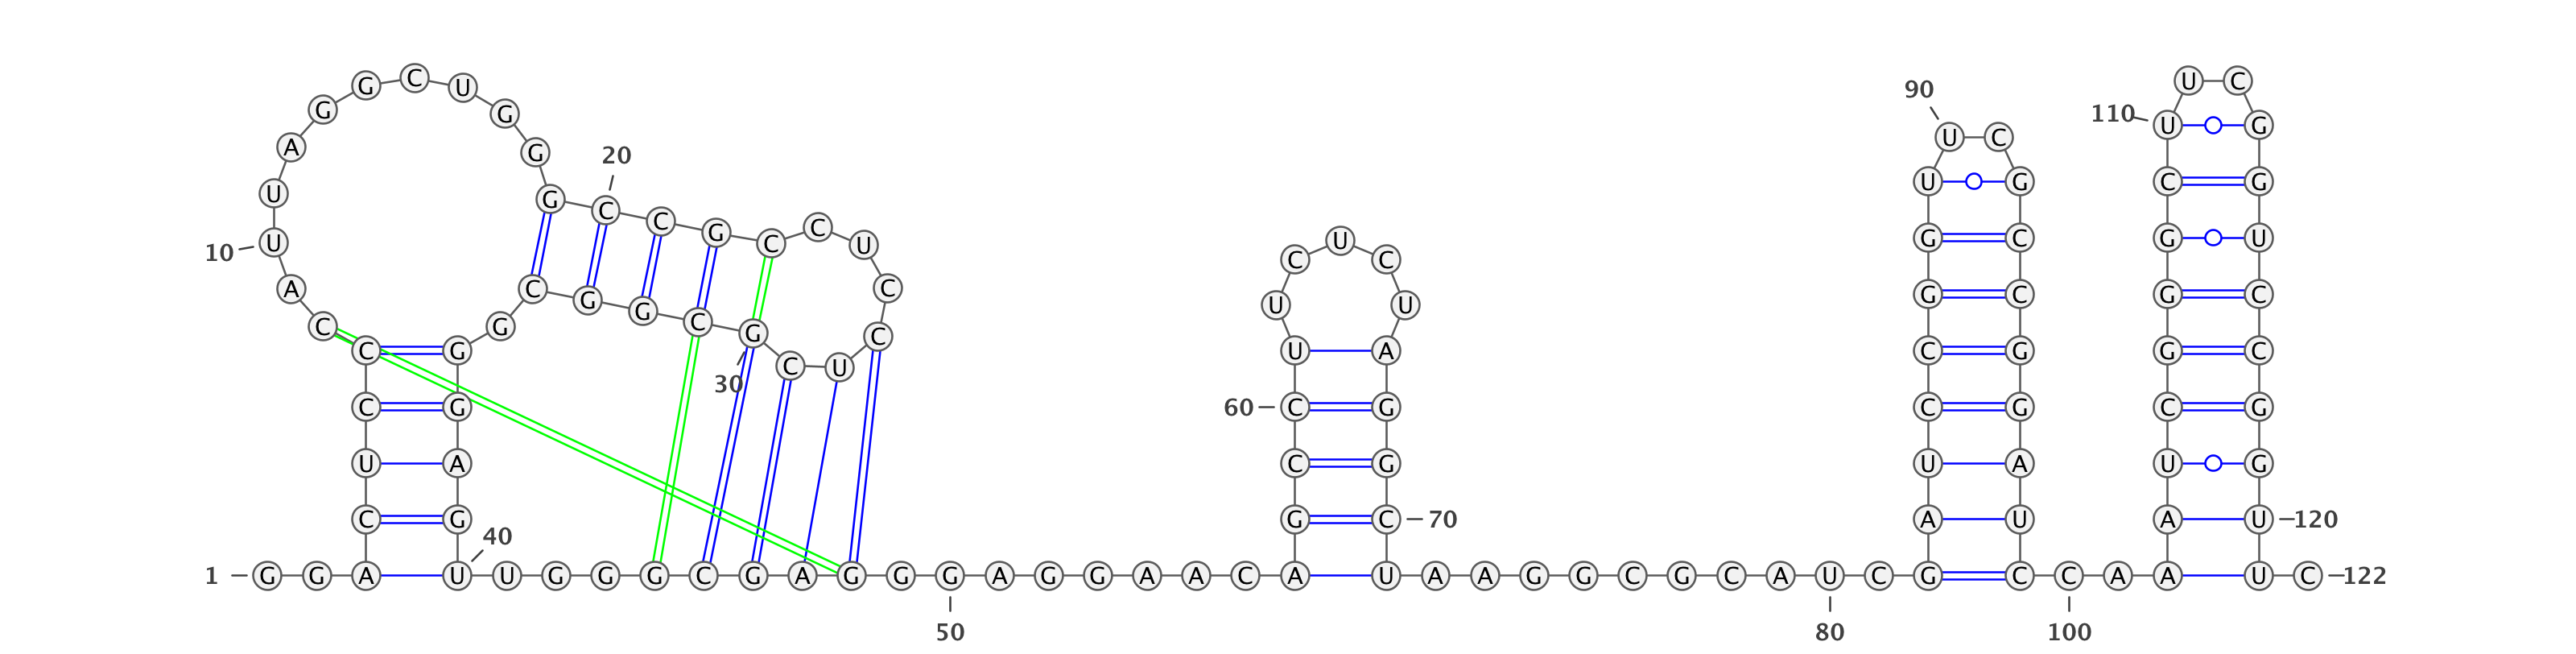 1
G G A C U C C C A U
10
U A G G C U G G G C
20
C G C C U C C U C G
30
C G G C G G G A G U
40
U G G G C G A G G G
50
A G G A A C A G C C
60
U U C U C U A G G C
70
U A A G G C G C A U
80
C G A U C C G G U U
90
C G C C G G A U C C
100
A A A U C G G G C U
110
U C G G U C C G G U
120
U C
122